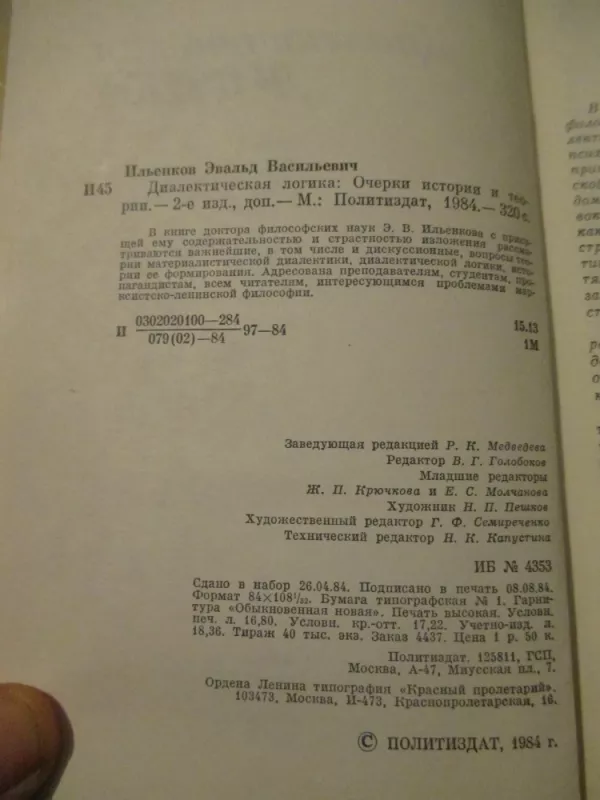 Ильенков Эвальд Васильевич
И45 Диалектическая логика: Очерки истории и тео-
рии.— 2-е изд., доп.— М.: Политиздат, 1984.— 320 с.
В книге доктора философских наук Э. В. Ильенкова с прису-
щей ему содержательностью и страстностью изложения рассма-
триваются важнейшие, в том числе и дискуссионные, вопросы тео-
рии материалистической диалектики, диалектической логики, исто-
рии ее формирования. Адресована преподавателям, студентам, про-
пагандистам, всем читателям, интересующимся проблемами мар-
ксистско-ленинской философии.
И 0302020100—284
079(02)—84 97—84
15.13
1М
Заведующая редакцией Р. К. Медведева
Редактор В. Г. Голобоков
Младшие редакторы
Ж. П. Крючкова и Е. С. Молчанова
Художник Н. П. Пешков
Художественный редактор Г. Ф. Семиреченко
Технический редактор Н. К. Капустина
ИБ № 4353
Сдано в набор 26.04.84. Подписано в печать 08.08.84.
Формат 84×108¹/₃₂. Бумага типографская № 1. Гарни-
тура «Обыкновенная новая». Печать высокая. Условн.
печ. л. 16,80. Условн. кр.-отт. 17,22. Учетно-изд. л.
18,36. Тираж 40 тыс. экз. Заказ 4437. Цена 1 р. 50 к.
Политиздат. 125811, ГСП,
Москва, А-47, Миусская пл., 7.
Ордена Ленина типография «Красный пролетарий».
103473, Москва, И-473, Краснопролетарская, 16.
© ПОЛИТИЗДАТ, 1984 г.